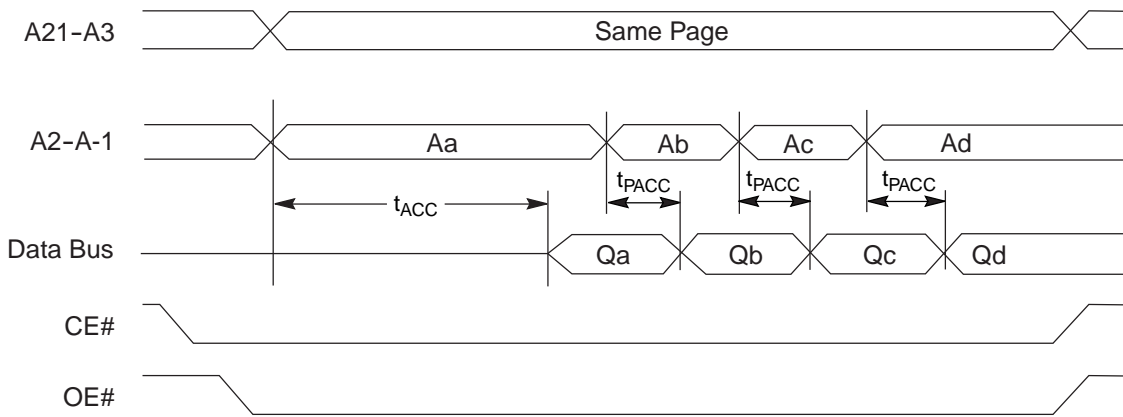 A21-A3 Same Page
A2-A-1 Aa Ab Ac Ad
tPACC tPACC tPACC
tACC
Data Bus Qa Qb Qc Qd
CE#
OE#